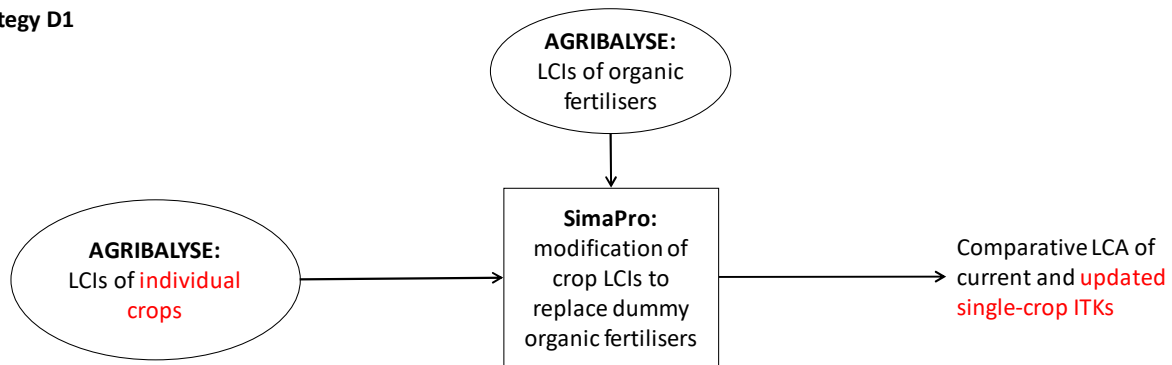 tegy D1
AGRIBALYSE:
LCIs of organic
fertilisers
AGRIBALYSE:
LCIs of individual
crops
SimaPro:
modification of
crop LCIs to
replace dummy
organic fertilisers
Comparative LCA of
current and updated
single-crop ITKs